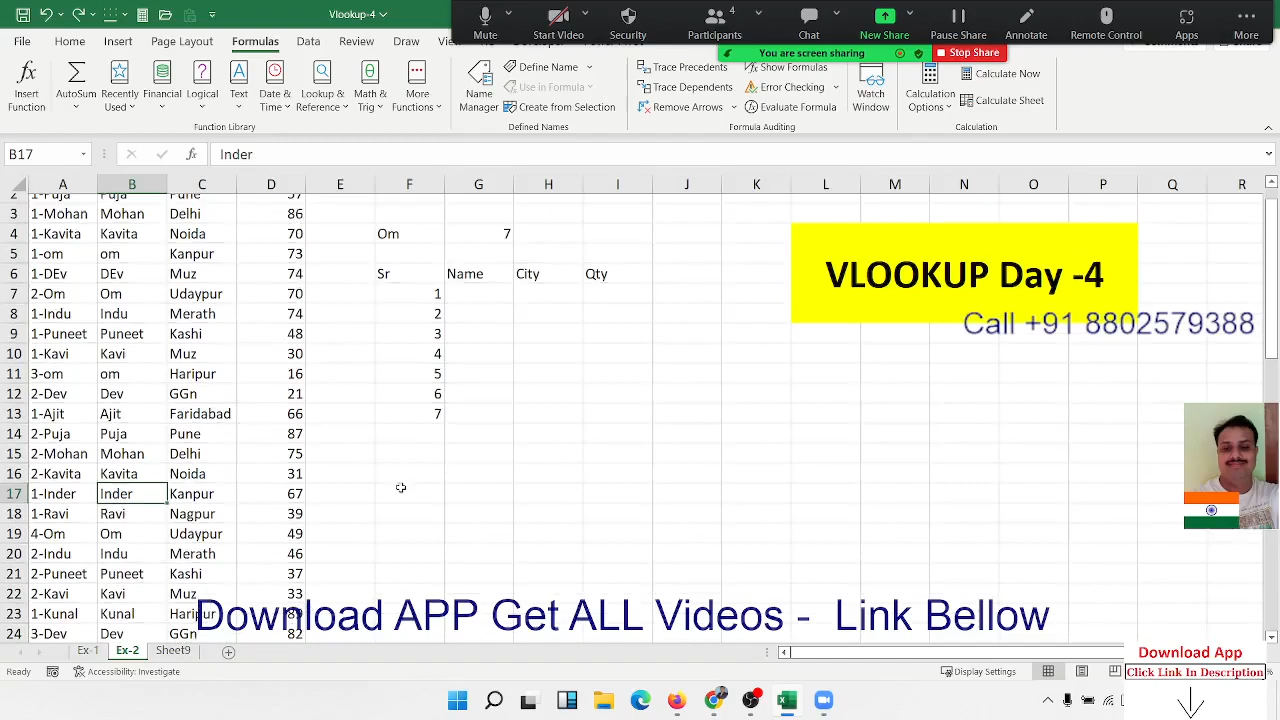 Vlookup-4
4
Mute Start Video Security Participants Chat New Share Pause Share Annotate Remote Control Apps More
You are screen sharing Stop Share
File Home Insert Formulas Data Review View
Insert Function AutoSum Recently Used Financial Logical Text Date & Time Lookup & Reference Math & Trig More Functions
Function Library
Name Manager Define Name Use in Formula Create from Selection
Defined Names
Trace Precedents Trace Dependents Remove Arrows Show Formulas Error Checking Evaluate Formula Watch Window
Formula Auditing
Calculation Options Calculate Now Calculate Sheet
Calculation
B17 fx Inder
A B C D E F G H I J K L M N O P Q R
2 1-Puja Puja Pune 57
3 1-Mohan Mohan Delhi 86
4 1-Kavita Kavita Noida 70 Om 7
5 1-om om Kanpur 73
6 1-DEv DEv Muz 74 Sr Name City Qty
7 2-Om Om Udaypur 70 1
8 1-Indu Indu Merath 74 2
9 1-Puneet Puneet Kashi 48 3
10 1-Kavi Kavi Muz 30 4
11 3-om om Haripur 16 5
12 2-Dev Dev GGn 21 6
13 1-Ajit Ajit Faridabad 66 7
14 2-Puja Puja Pune 87
15 2-Mohan Mohan Delhi 75
16 2-Kavita Kavita Noida 31
17 1-Inder Inder Kanpur 67
18 1-Ravi Ravi Nagpur 39
19 4-Om Om Udaypur 49
20 2-Indu Indu Merath 46
21 2-Puneet Puneet Kashi 37
22 2-Kavi Kavi Muz 33
23 1-Kunal Kunal Haripur
24 3-Dev Dev GGn 82
VLOOKUP Day -4
Call +91 8802579388
Download APP Get ALL Videos - Link Bellow
Ex-1 Ex-2 Sheet9
Download App
Click Link In Description
Ready Accessibility: Investigate Display Settings